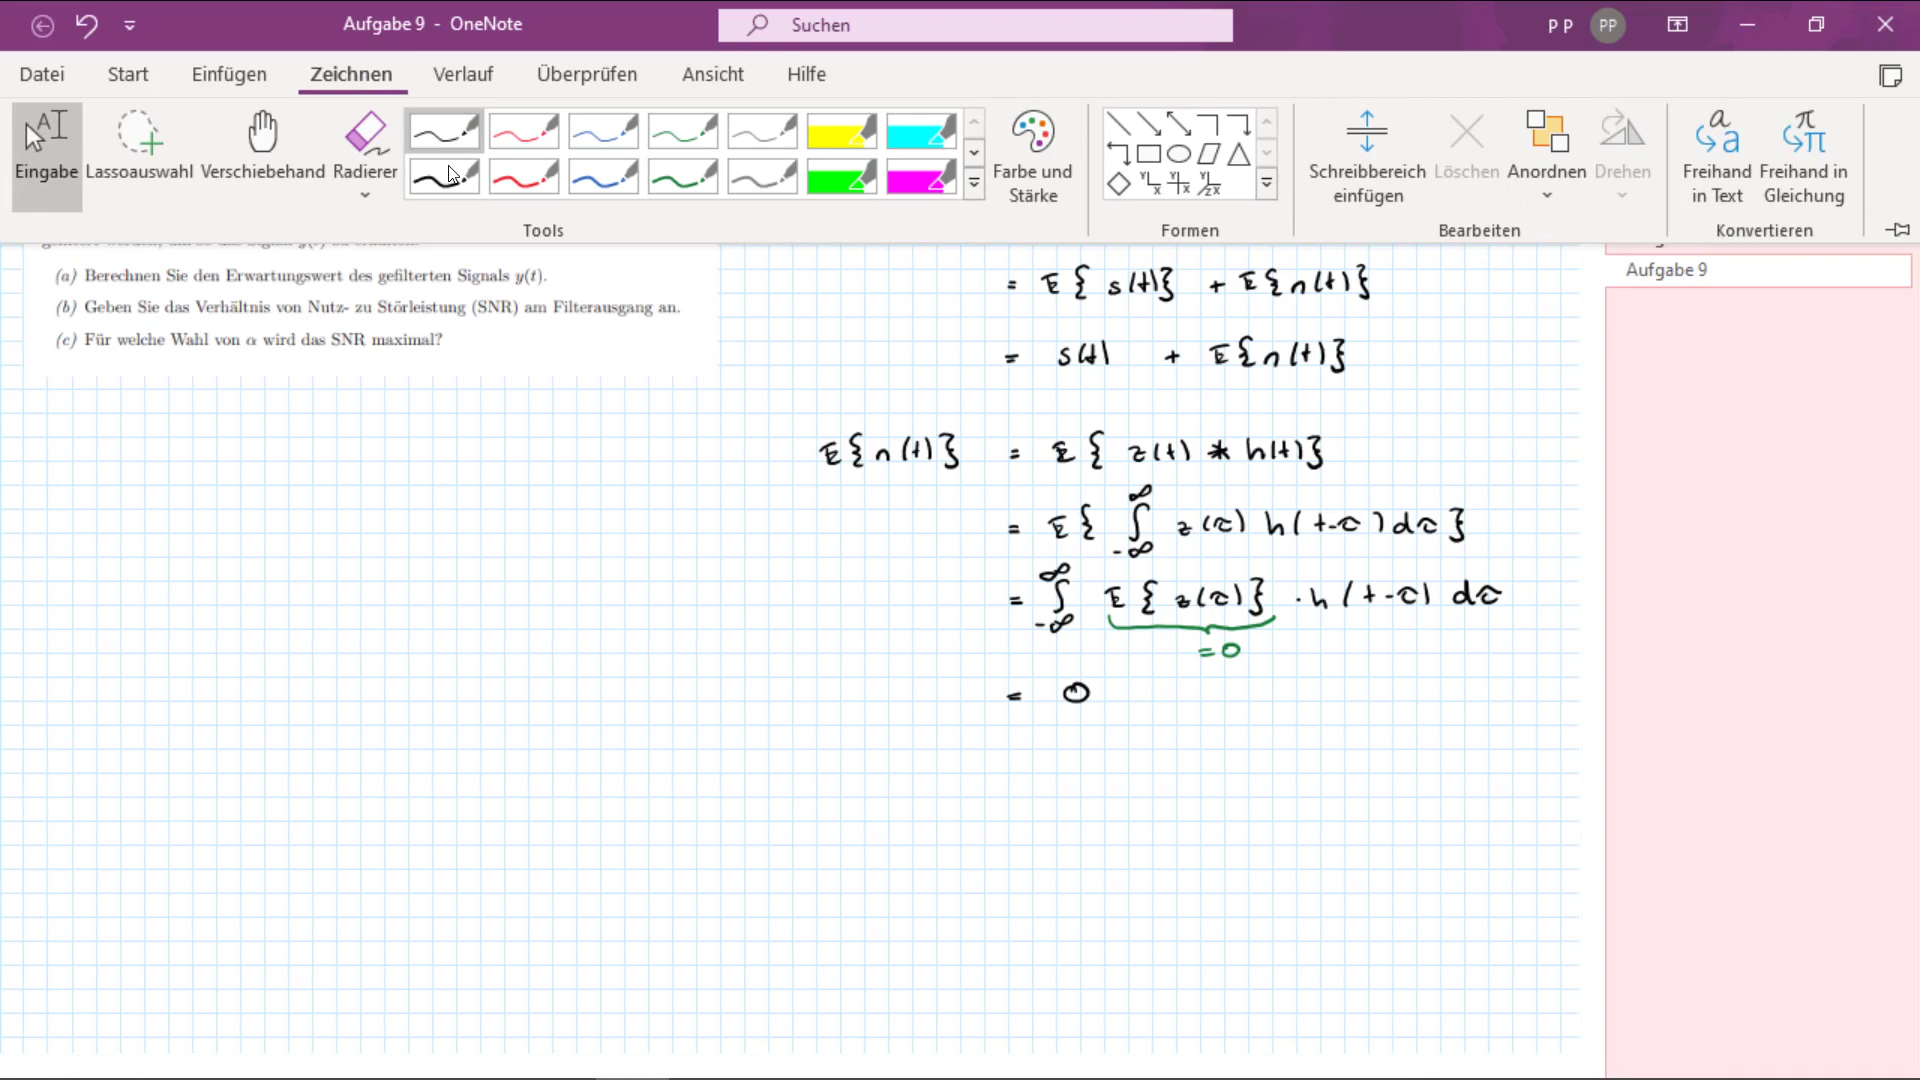 Aufgabe 9 - OneNote
Suchen
P P
PP
Datei
Start
Einfügen
Zeichnen
Verlauf
Überprüfen
Ansicht
Hilfe
Eingabe
Lassoauswahl
Verschiebehand
Radierer
Farbe und Stärke
Schreibbereich einfügen
Löschen
Anordnen
Drehen
Freihand in Text
Freihand in Gleichung
Tools
Formen
Bearbeiten
Konvertieren
Aufgabe 9
(a) Berechnen Sie den Erwartungswert des gefilterten Signals y(t).
(b) Geben Sie das Verhältnis von Nutz- zu Störleistung (SNR) am Filterausgang an.
(c) Für welche Wahl von α wird das SNR maximal?
= E{ s(t)} + E{n(t)}
= s(t) + E{n(t)}
E{n(t)} = E{ z(t) * h(t)}
= E{ ∫_{-∞}^{∞} z(τ) h(t-τ) dτ }
= ∫_{-∞}^{∞} E{ z(τ)} · h(t-τ) dτ
= 0
= 0